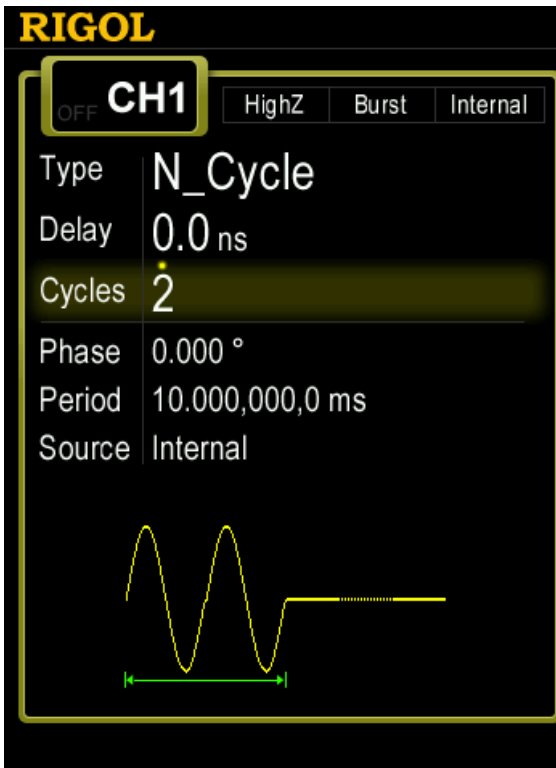 RIGOL
OFF CH1 HighZ Burst Internal
Type N_Cycle
Delay 0.0 ns
Cycles 2
Phase 0.000 °
Period 10.000,000,0 ms
Source Internal